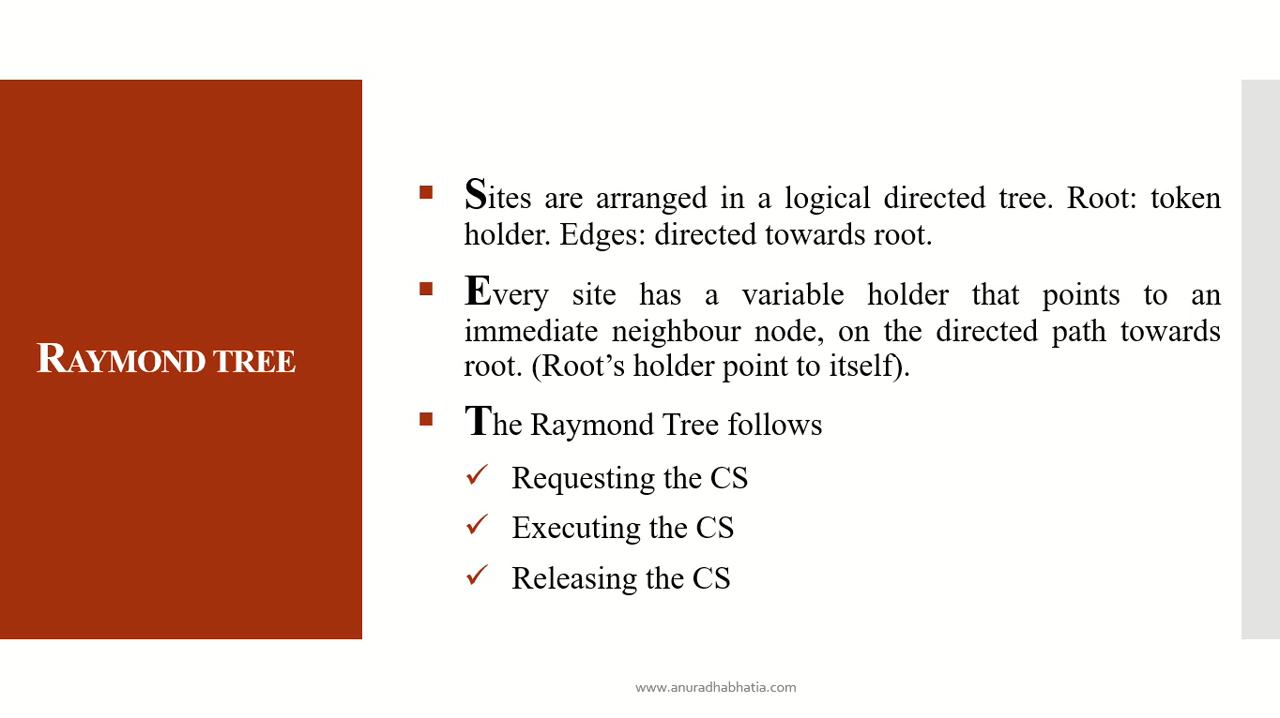 RAYMOND TREE
Sites are arranged in a logical directed tree. Root: token
holder. Edges: directed towards root.
Every site has a variable holder that points to an
immediate neighbour node, on the directed path towards
root. (Root’s holder point to itself).
The Raymond Tree follows
Requesting the CS
Executing the CS
Releasing the CS
www.anuradhabhatia.com